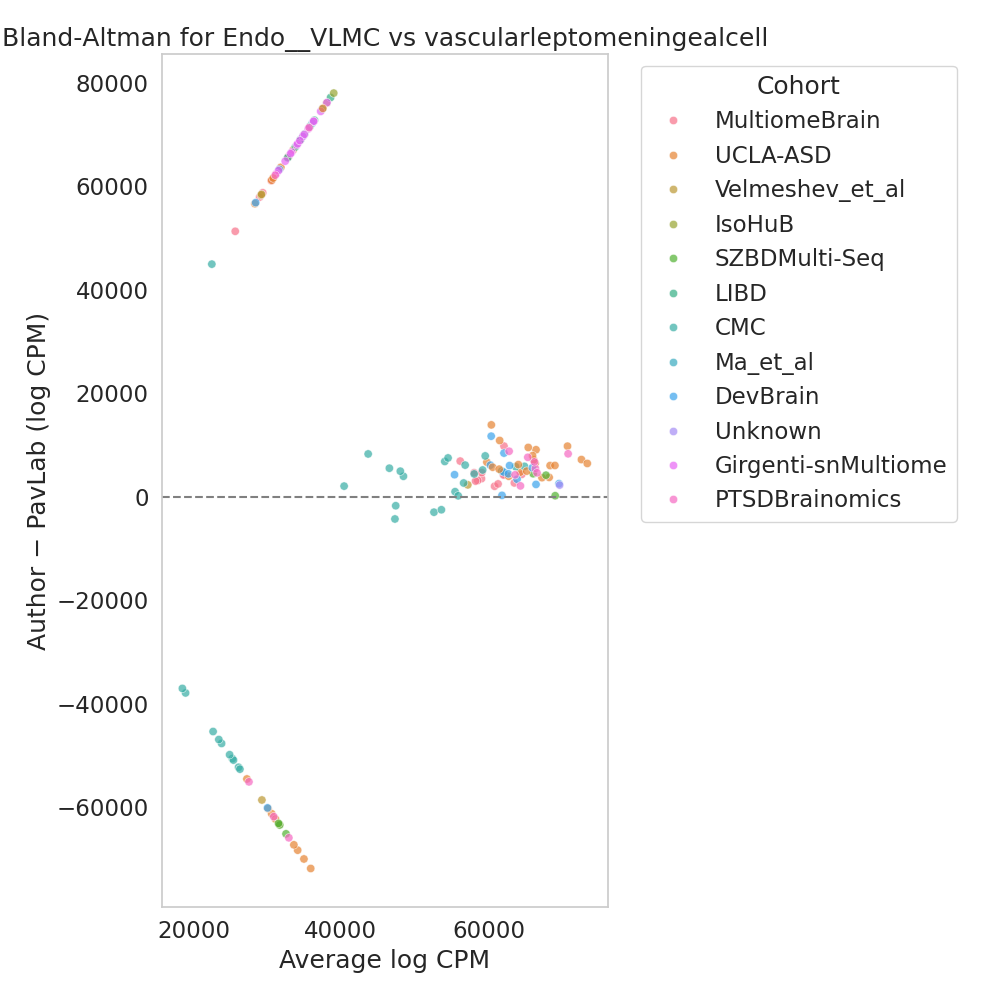 Bland-Altman for Endo__VLMC vs vascularleptomeningealcell
Author − PavLab (log CPM)
80000
60000
40000
20000
0
−20000
−40000
−60000
20000 40000 60000
Average log CPM
Cohort
MultiomeBrain
UCLA-ASD
Velmeshev_et_al
IsoHuB
SZBDMulti-Seq
LIBD
CMC
Ma_et_al
DevBrain
Unknown
Girgenti-snMultiome
PTSDBrainomics